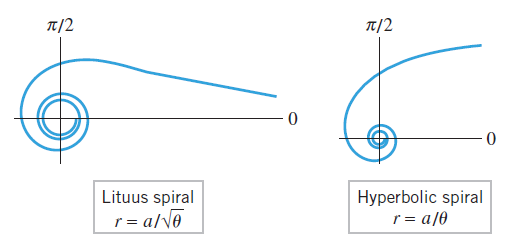 π/2
0
Lituus spiral
r = a/√θ
π/2
0
Hyperbolic spiral
r = a/θ